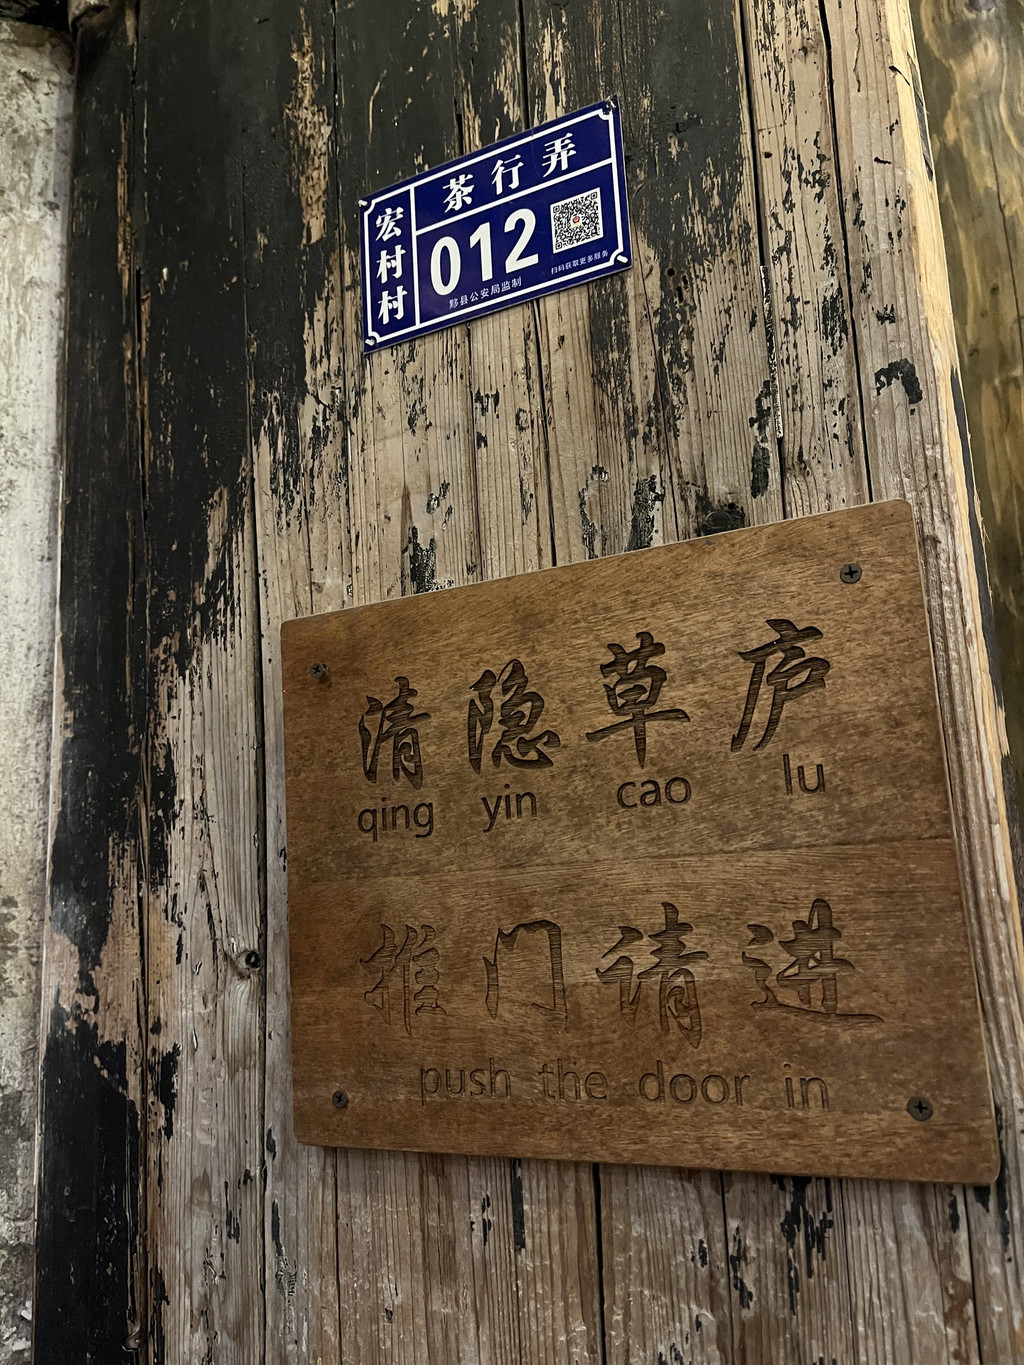 宏村村
茶行弄
012
扫码获取更多服务
黟县公安局监制
清隐草庐
qing yin cao lu
推门请进
push the door in